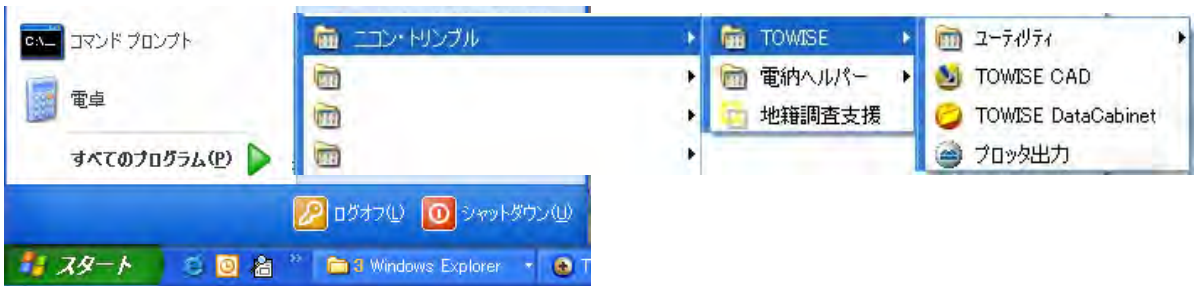 コマンド プロンプト
電卓
すべてのプログラム(P)
ニコン・トリンブル
TOWISE
電納ヘルパー
地籍調査支援
ユーティリティ
TOWISE CAD
TOWISE DataCabinet
プロッタ出力
ログオフ(L)
シャットダウン(U)
スタート
3 Windows Explorer
T